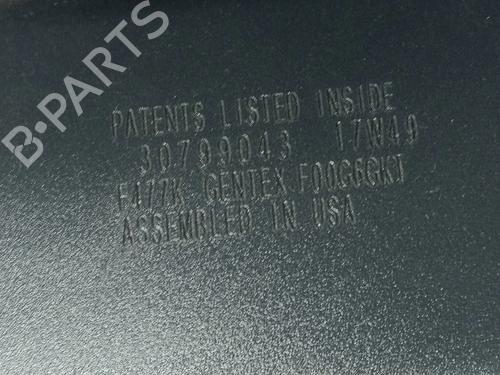 B-PARTS
PATENTS LISTED INSIDE
30799043 17W49
E477K GENTEX F00G6GKT
ASSEMBLED IN USA